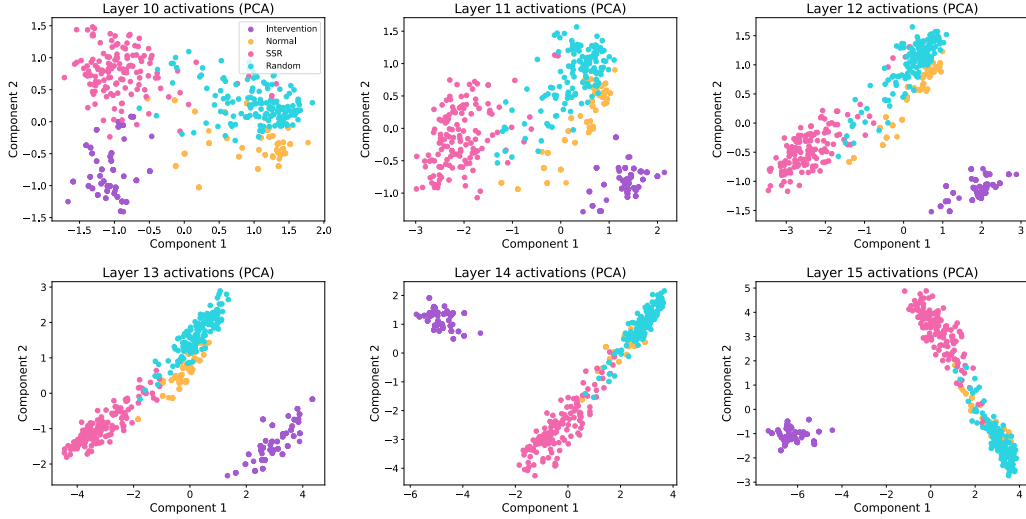 Layer 10 activations (PCA)
Component 2
1.5
1.0
0.5
0.0
−0.5
−1.0
−1.5
Intervention
Normal
SSR
Random
−1.5 −1.0 −0.5 0.0 0.5 1.0 1.5 2.0
Component 1
Layer 11 activations (PCA)
Component 2
1.5
1.0
0.5
0.0
−0.5
−1.0
−3 −2 −1 0 1 2
Component 1
Layer 12 activations (PCA)
Component 2
1.5
1.0
0.5
0.0
−0.5
−1.0
−1.5
−3 −2 −1 0 1 2 3
Component 1
Layer 13 activations (PCA)
Component 2
3
2
1
0
−1
−2
−4 −2 0 2 4
Component 1
Layer 14 activations (PCA)
Component 2
2
1
0
−1
−2
−3
−4
−6 −4 −2 0 2 4
Component 1
Layer 15 activations (PCA)
Component 2
5
4
3
2
1
0
−1
−2
−6 −4 −2 0 2 4
Component 1